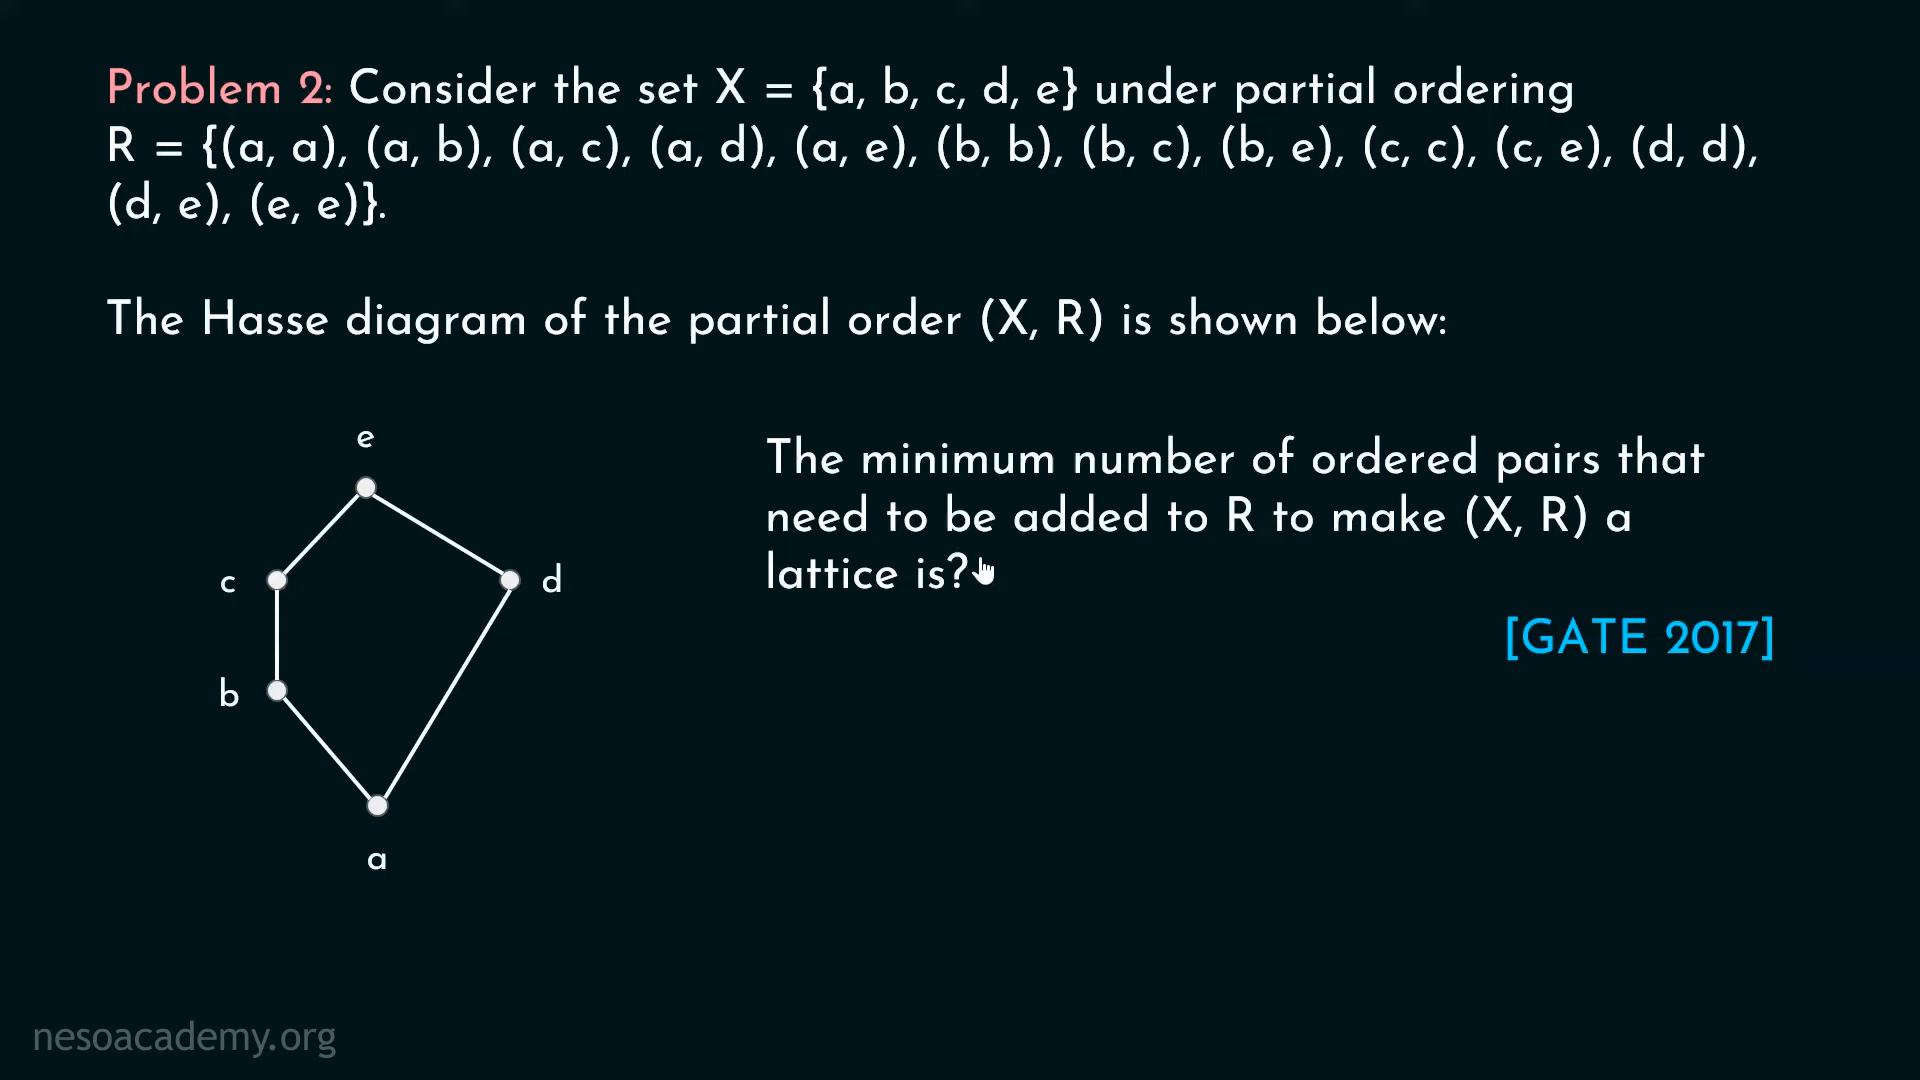 Problem 2: Consider the set X = {a, b, c, d, e} under partial ordering
R = {(a, a), (a, b), (a, c), (a, d), (a, e), (b, b), (b, c), (b, e), (c, c), (c, e), (d, d),
(d, e), (e, e)}.
The Hasse diagram of the partial order (X, R) is shown below:
e
c
d
b
a
The minimum number of ordered pairs that
need to be added to R to make (X, R) a
lattice is?
[GATE 2017]
nesoacademy.org